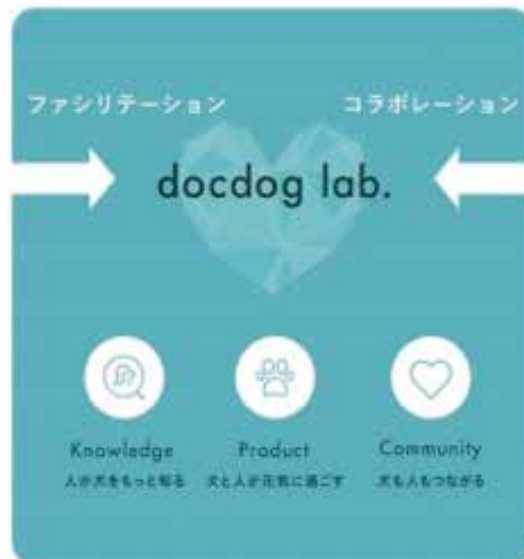 ファシリテーション
コラボレーション
docdog lab.
Knowledge
Product
Community
人が犬をもっと知る
犬と人が元気に過ごす
犬も人もつながる